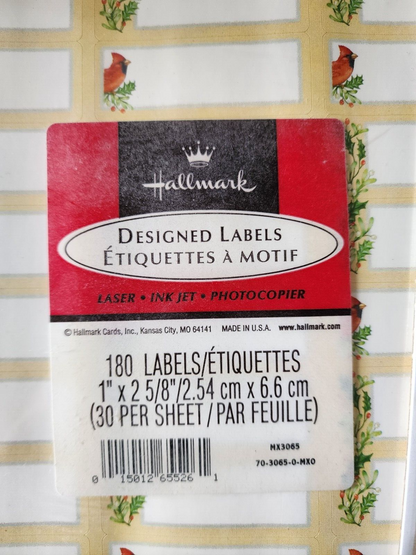 Hallmark
DESIGNED LABELS
ÉTIQUETTES À MOTIF
LASER • INK JET • PHOTOCOPIER
© Hallmark Cards, Inc., Kansas City, MO 64141 MADE IN U.S.A. www.hallmark.com
180 LABELS/ÉTIQUETTES
1" x 2 5/8"/2.54 cm x 6.6 cm
(30 PER SHEET/PAR FEUILLE)
MX3065
70-3065-0-MX0
0 15012 65526 1